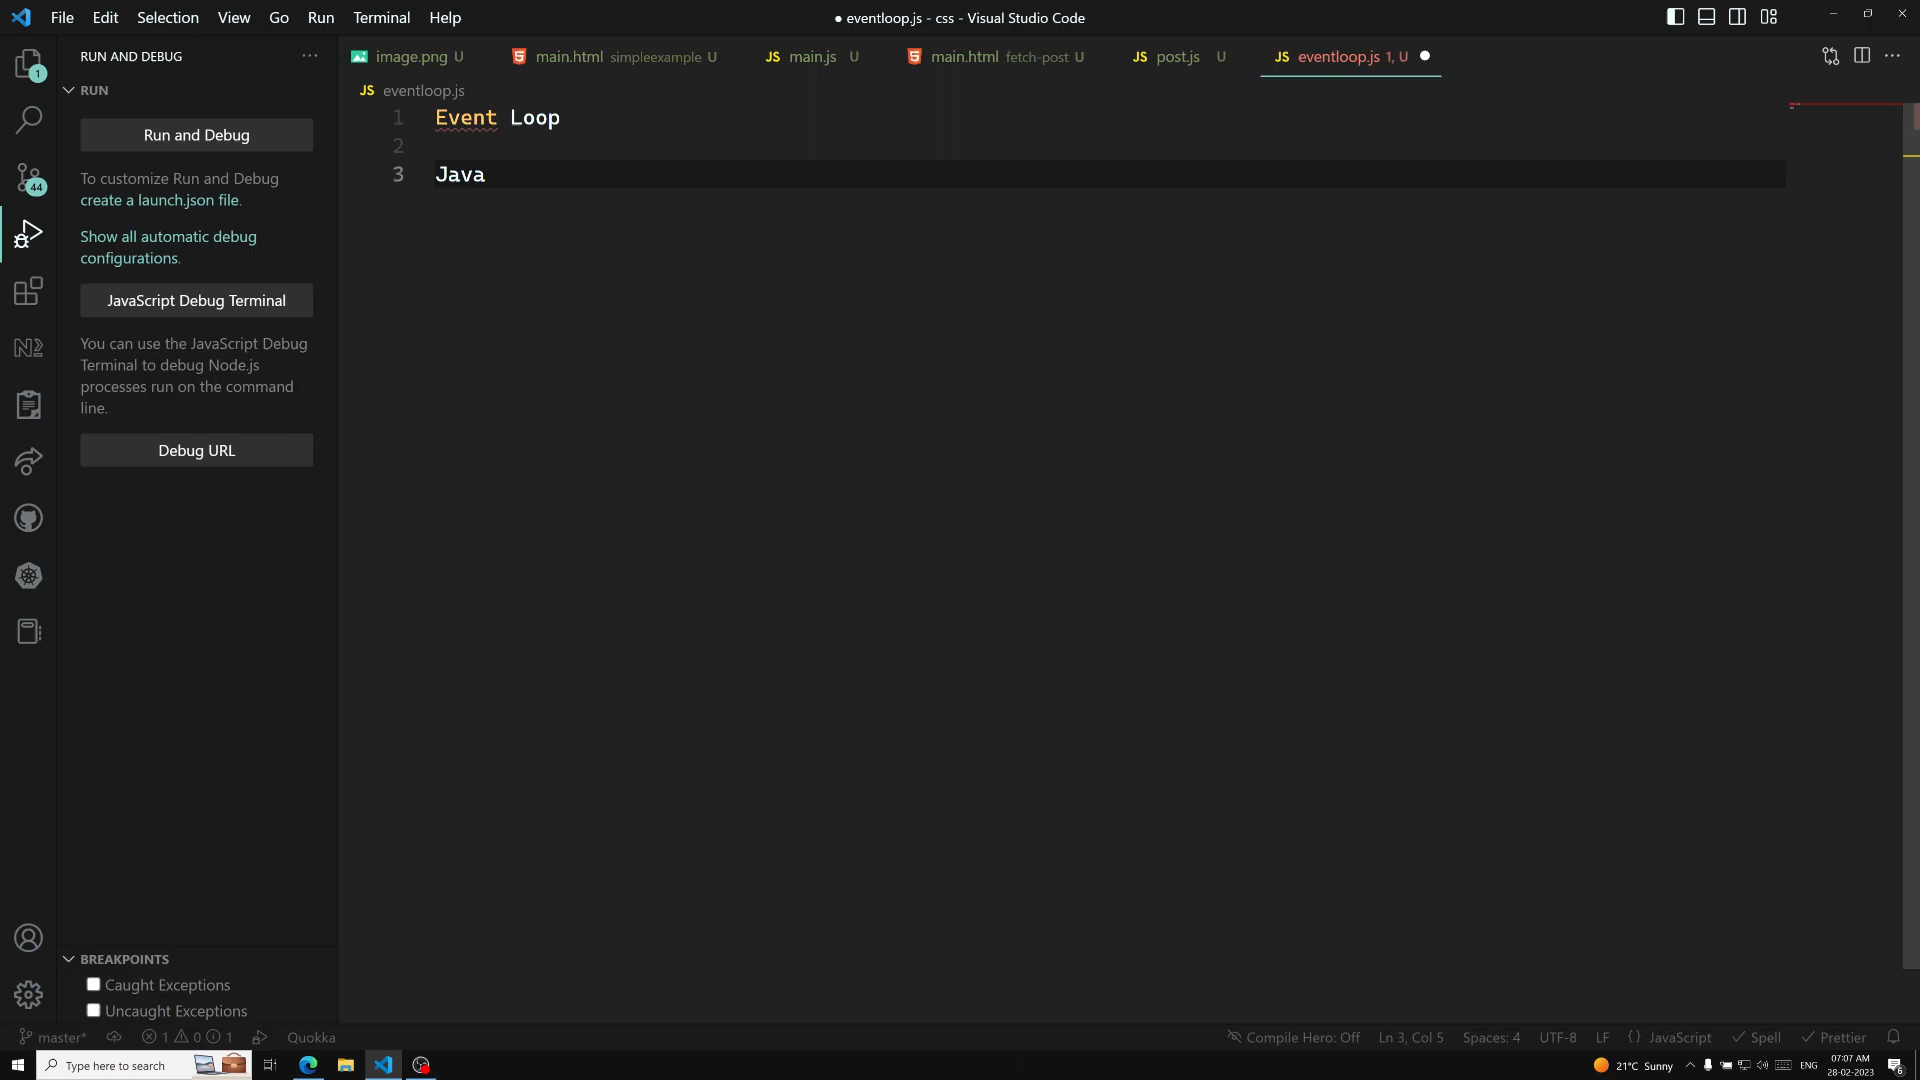 File Edit Selection View Go Run Terminal Help
● eventloop.js - css - Visual Studio Code
RUN AND DEBUG
image.png U
main.html simpleexample U
JS main.js U
main.html fetch-post U
JS post.js U
JS eventloop.js 1, U
RUN
JS eventloop.js
Run and Debug
To customize Run and Debug
create a launch.json file.
Show all automatic debug
configurations.
JavaScript Debug Terminal
You can use the JavaScript Debug
Terminal to debug Node.js
processes run on the command
line.
Debug URL
1
44
1 Event Loop
2
3 Java
BREAKPOINTS
Caught Exceptions
Uncaught Exceptions
master* 1 0 1 Quokka
Compile Hero: Off Ln 3, Col 5 Spaces: 4 UTF-8 LF {} JavaScript Spell Prettier
Type here to search
21°C Sunny ENG
07:07 AM
28-02-2023
6